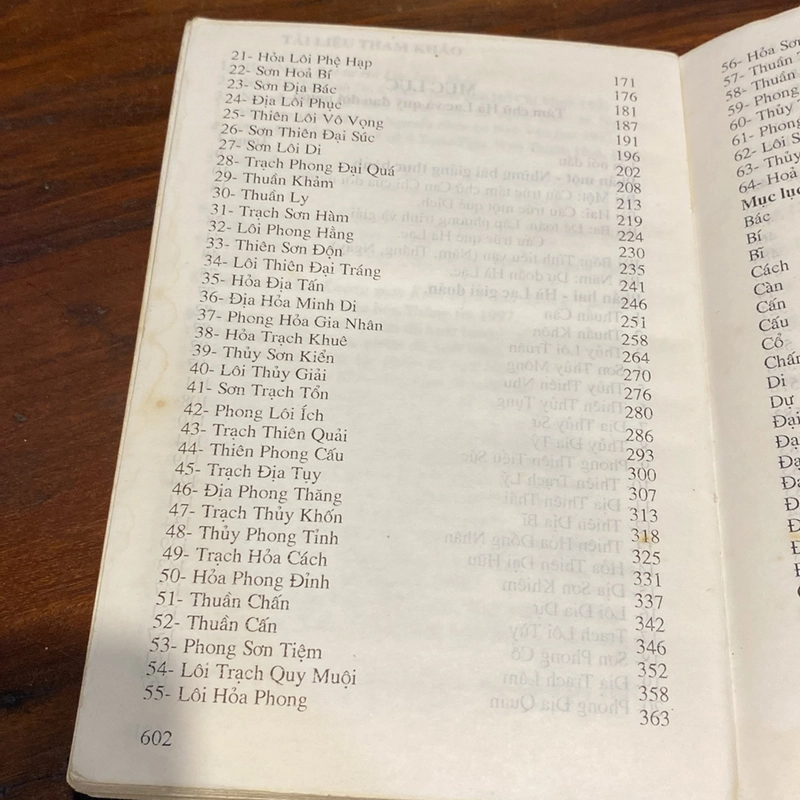 21- Hỏa Lôi Phệ Hạp 171
22- Sơn Hoả Bí 176
23- Sơn Địa Bác 181
24- Địa Lôi Phục 187
25- Thiên Lôi Vô Vọng 191
26- Sơn Thiên Đại Súc 196
27- Sơn Lôi Di 202
28- Trạch Phong Đại Quá 208
29- Thuần Khảm 213
30- Thuần Ly 219
31- Trạch Sơn Hàm 224
32- Lôi Phong Hằng 230
33- Thiên Sơn Độn 235
34- Lôi Thiên Đại Tráng 241
35- Hỏa Địa Tấn 246
36- Địa Hỏa Minh Di 251
37- Phong Hỏa Gia Nhân 258
38- Hỏa Trạch Khuê 264
39- Thủy Sơn Kiển 270
40- Lôi Thủy Giải 276
41- Sơn Trạch Tổn 280
42- Phong Lôi Ích 286
43- Trạch Thiên Quải 293
44- Thiên Phong Cấu 300
45- Trạch Địa Tụy 307
46- Địa Phong Thăng 313
47- Trạch Thủy Khốn 318
48- Thủy Phong Tỉnh 325
49- Trạch Hỏa Cách 331
50- Hỏa Phong Đỉnh 337
51- Thuần Chấn 342
52- Thuần Cấn 346
53- Phong Sơn Tiệm 352
54- Lôi Trạch Quy Muội 358
55- Lôi Hỏa Phong 363
602
56- Hỏa Sơn
57- Thuần
58- Thuần
59- Phong
60- Thủy
61- Phong
62- Lôi S
63- Thủy
64- Hoả
Mục lục
Bác
Bí
Bĩ
Cách
Càn
Cấn
Cấu
Cổ
Chấn
Di
Dự
Đại
Đạ
Đạ
Đạ